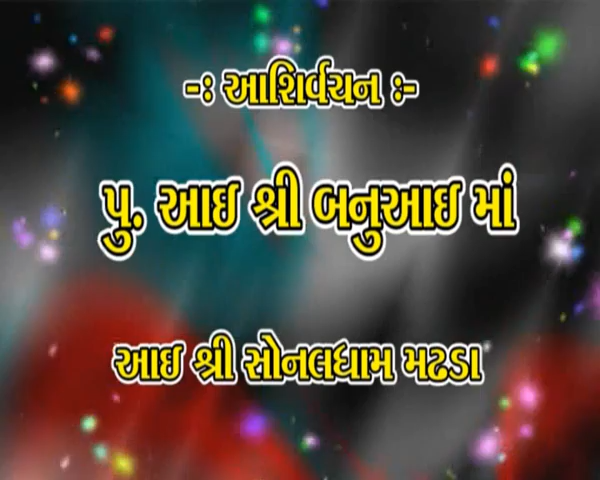 -: આશિર્વચન :-
પુ. આઇ શ્રી બનુઆઇ માં
આઇ શ્રી સોનલધામ મઢડા